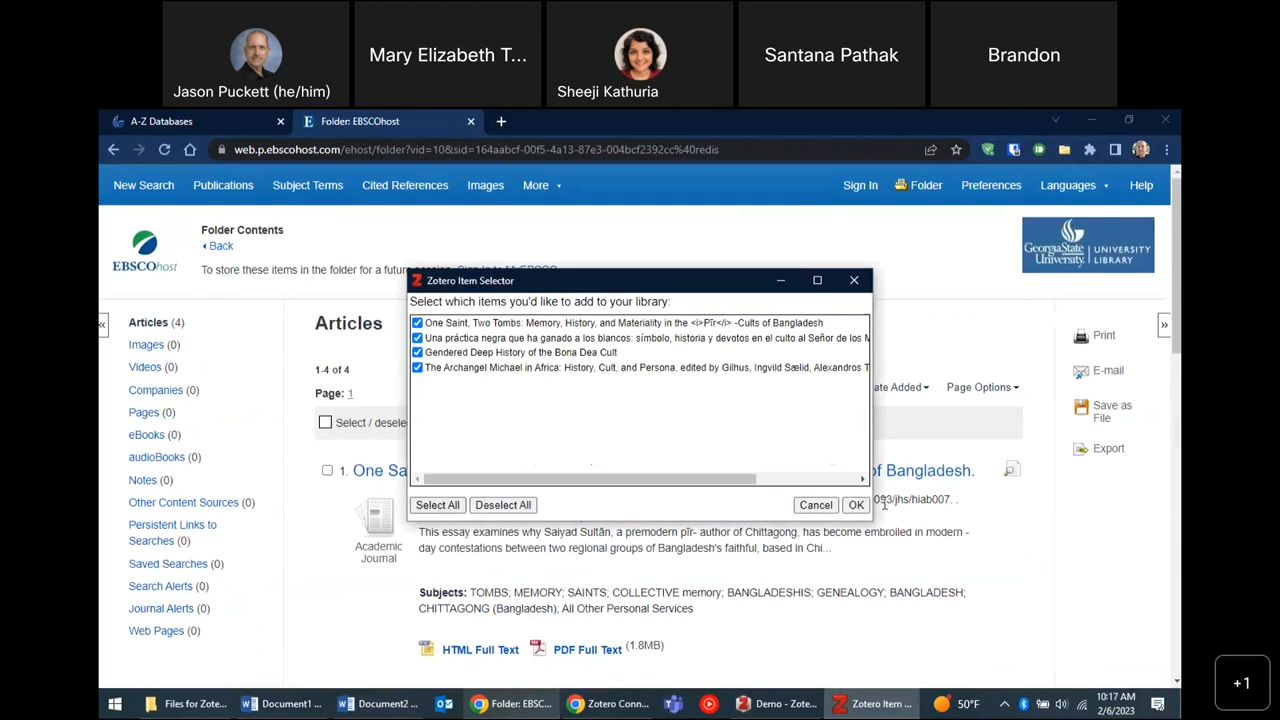 Jason Puckett (he/him)
Mary Elizabeth T...
Sheeji Kathuria
Santana Pathak
Brandon
A-Z Databases
Folder: EBSCOhost
web.p.ebscohost.com/ehost/folder?vid=10&sid=164aabcf-00f5-4a13-87e3-004bcf2392cc%40redis
New Search
Publications
Subject Terms
Cited References
Images
More
Sign In
Folder
Preferences
Languages
Help
EBSCOhost
Folder Contents
Back
To store these items in the folder for a future session, Sign In to My EBSCO
GeorgiaState University
UNIVERSITY LIBRARY
Articles (4)
Images (0)
Videos (0)
Companies (0)
Pages (0)
eBooks (0)
audioBooks (0)
Notes (0)
Other Content Sources (0)
Persistent Links to
Searches (0)
Saved Searches (0)
Search Alerts (0)
Journal Alerts (0)
Web Pages (0)
Articles
1-4 of 4
Page: 1
Select / desele
ate Added
Page Options
Zotero Item Selector
Select which items you'd like to add to your library:
One Saint, Two Tombs: Memory, History, and Materiality in the <i>Pīr</i> -Cults of Bangladesh
Una práctica negra que ha ganado a los blancos: símbolo, historia y devotos en el culto al Señor de los M
Gendered Deep History of the Bona Dea Cult
The Archangel Michael in Africa: History, Cult, and Persona, edited by Gilhus, Ingvild Sælid, Alexandros T
Select All
Deselect All
Cancel
OK
Print
E-mail
Save as
File
Export
1.
One Sa
of Bangladesh.
093/jhs/hiab007. .
Academic
Journal
This essay examines why Saiyad Sultān, a premodern pīr- author of Chittagong, has become embroiled in modern -
day contestations between two regional groups of Bangladesh's faithful, based in Chi...
Subjects: TOMBS; MEMORY; SAINTS; COLLECTIVE memory; BANGLADESHIS; GENEALOGY; BANGLADESH;
CHITTAGONG (Bangladesh); All Other Personal Services
HTML Full Text
PDF Full Text
(1.8MB)
Files for Zote...
Document1 ...
Document2 ...
Folder: EBSC...
Zotero Conn...
Demo - Zote...
Zotero Item ...
50°F
10:17 AM
2/6/2023
+1